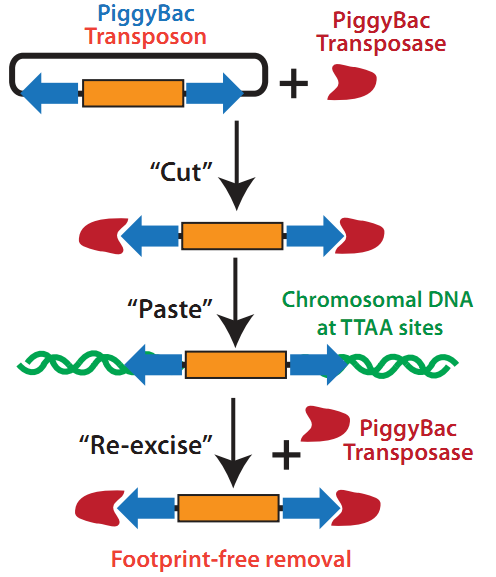 PiggyBac
Transposon
+
PiggyBac
Transposase
“Cut”
“Paste”
Chromosomal DNA
at TTAA sites
“Re-excise”
+
PiggyBac
Transposase
Footprint-free removal